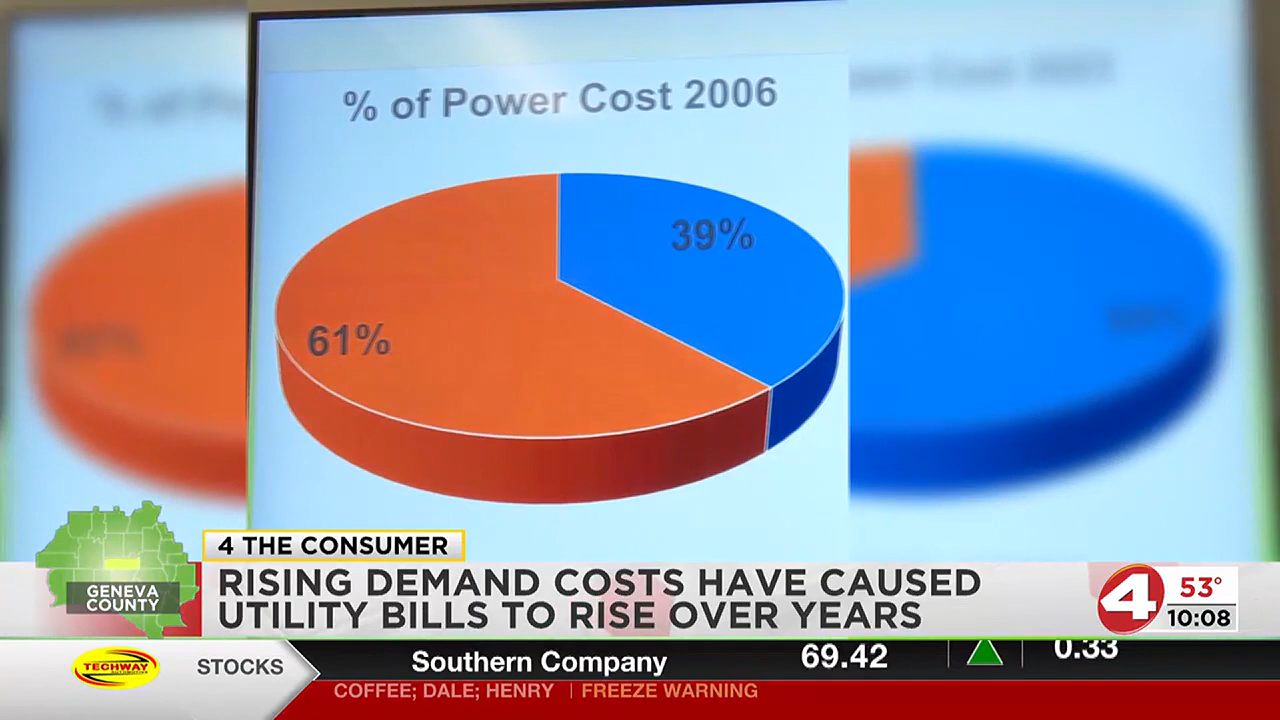 % of Power Cost 2006
39%
61%
4 THE CONSUMER
GENEVA
COUNTY
RISING DEMAND COSTS HAVE CAUSED
UTILITY BILLS TO RISE OVER YEARS
4
53°
10:08
TECHWAY
STOCKS
Southern Company 69.42 0.33
COFFEE; DALE; HENRY | FREEZE WARNING